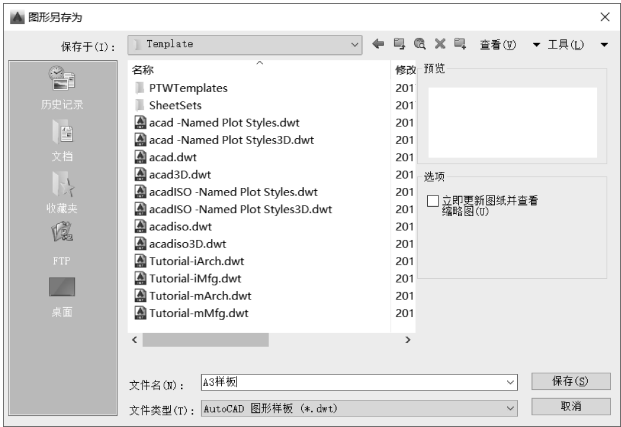 图形另存为
保存于(I):
Template
查看(V)
工具(L)
历史记录
文档
收藏夹
FTP
桌面
名称
修改
PTWTemplates
201
SheetSets
201
acad -Named Plot Styles.dwt
201
acad -Named Plot Styles3D.dwt
201
acad.dwt
201
acad3D.dwt
201
acadISO -Named Plot Styles.dwt
201
acadISO -Named Plot Styles3D.dwt
201
acadiso.dwt
201
acadiso3D.dwt
201
Tutorial-iArch.dwt
201
Tutorial-iMfg.dwt
201
Tutorial-mArch.dwt
201
Tutorial-mMfg.dwt
201
预览
选项
立即更新图纸并查看
缩略图(U)
文件名(N):
A3样板
保存(S)
文件类型(T):
AutoCAD 图形样板 (*.dwt)
取消